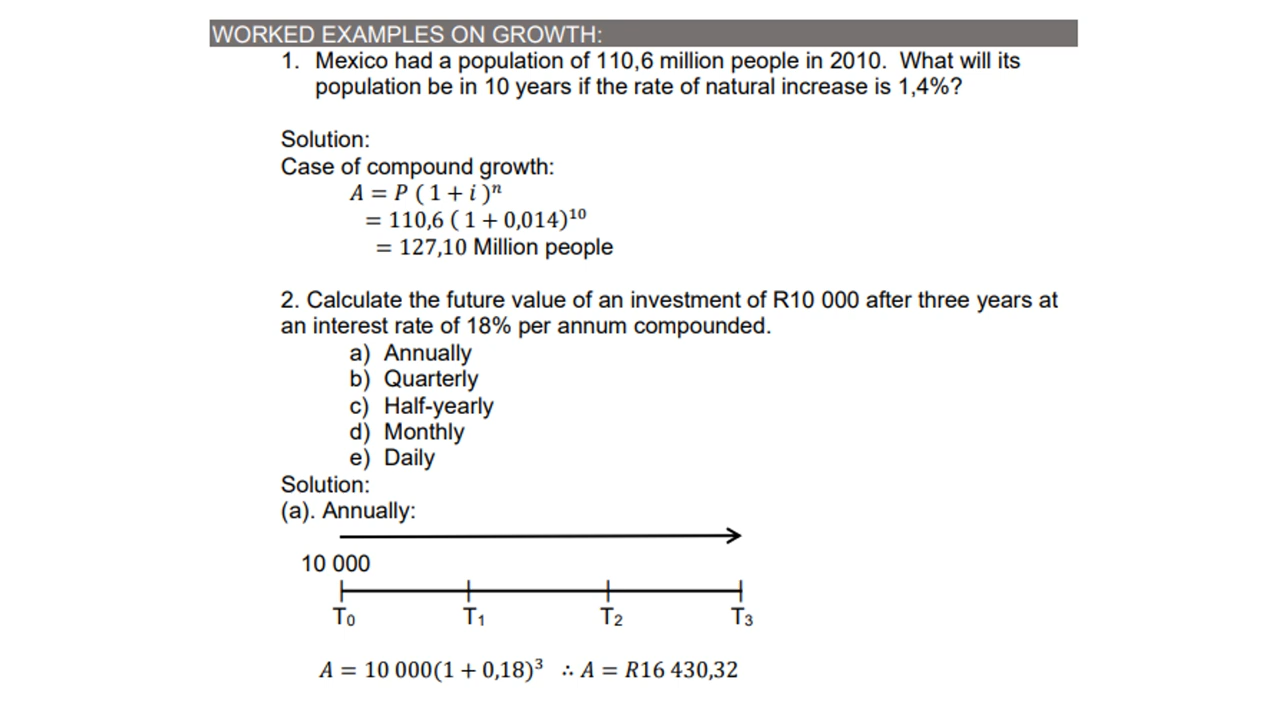 WORKED EXAMPLES ON GROWTH:
1. Mexico had a population of 110,6 million people in 2010. What will its
population be in 10 years if the rate of natural increase is 1,4%?
Solution:
Case of compound growth:
A = P ( 1 + i )ⁿ
= 110,6 ( 1 + 0,014)¹⁰
= 127,10 Million people
2. Calculate the future value of an investment of R10 000 after three years at
an interest rate of 18% per annum compounded.
a) Annually
b) Quarterly
c) Half-yearly
d) Monthly
e) Daily
Solution:
(a). Annually:
10 000
T₀ T₁ T₂ T₃
A = 10 000(1 + 0,18)³ ∴ A = R16 430,32